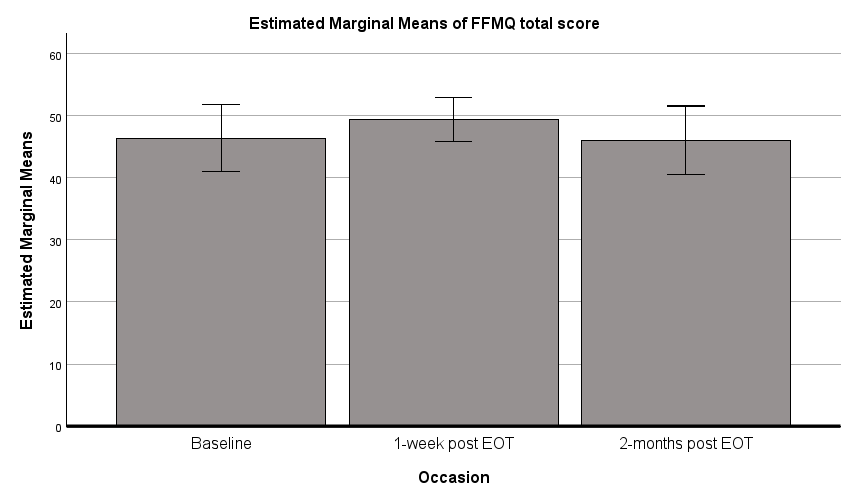 Estimated Marginal Means of FFMQ total score
Estimated Marginal Means
60
50
40
30
20
10
0
Baseline
1-week post EOT
2-months post EOT
Occasion